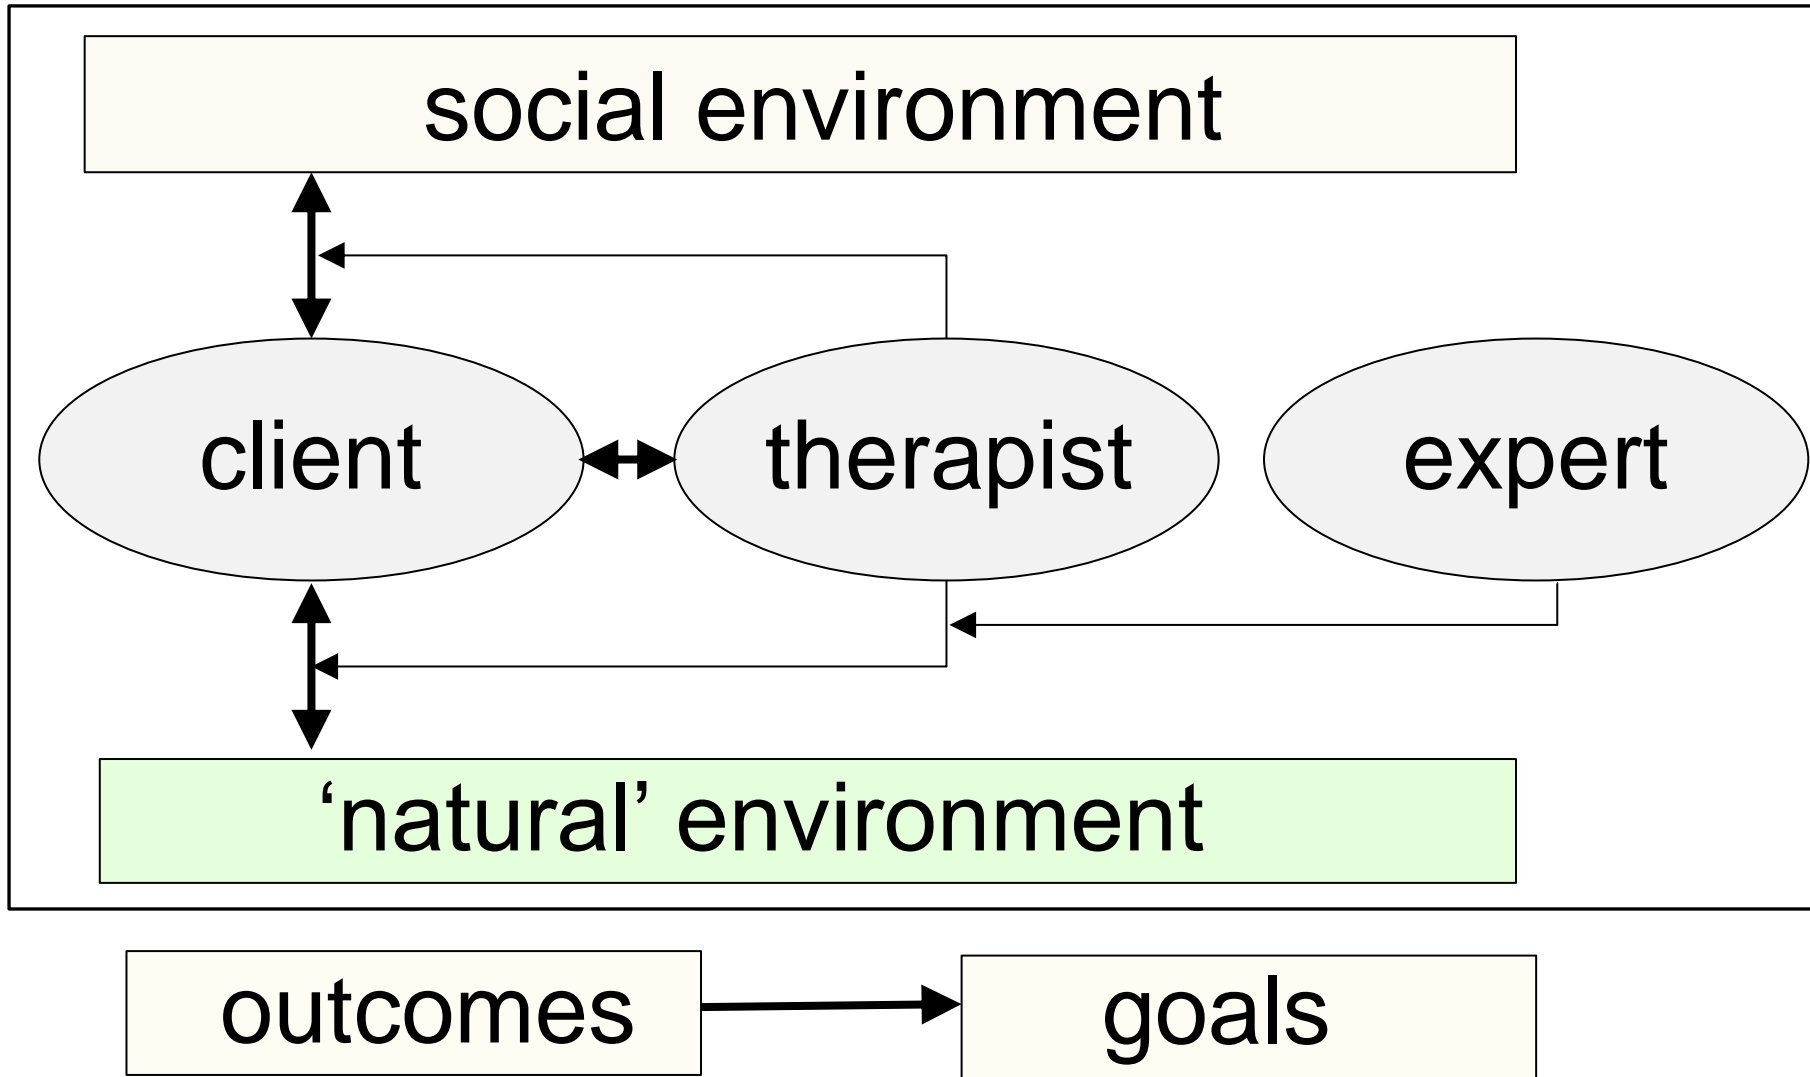 social environment
client
therapist
expert
‘natural’ environment
outcomes
goals